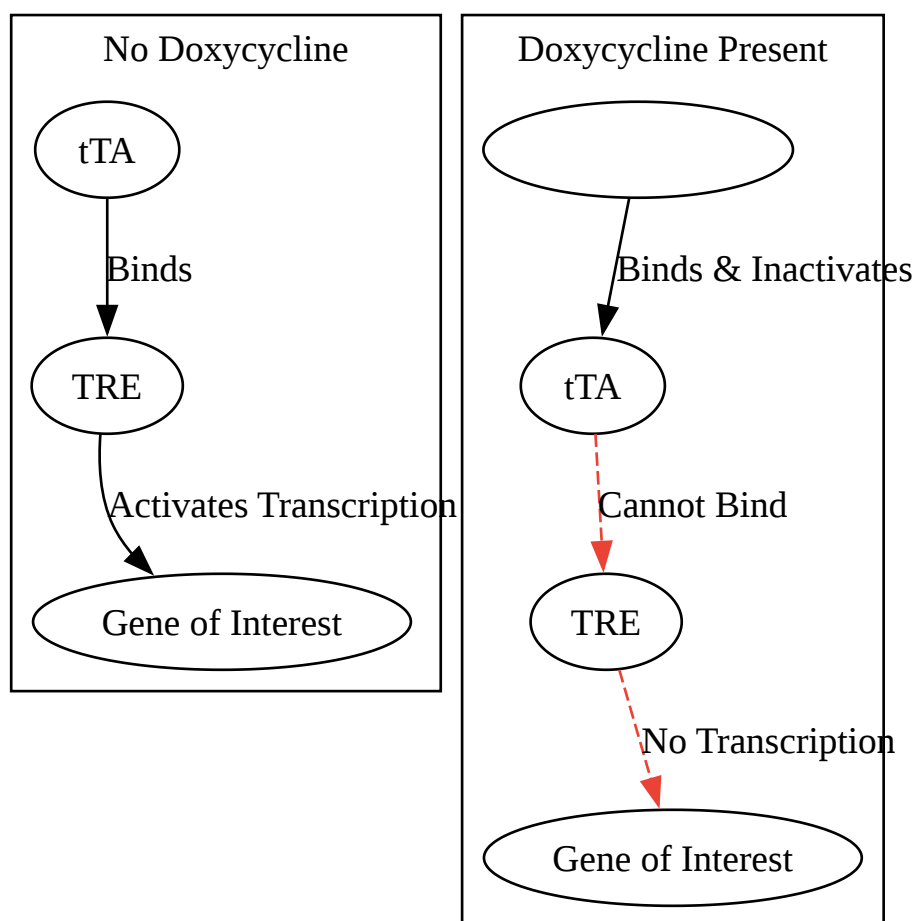 No Doxycycline
tTA
Binds
TRE
Activates Transcription
Gene of Interest
Doxycycline Present
Binds & Inactivates
tTA
Cannot Bind
TRE
No Transcription
Gene of Interest